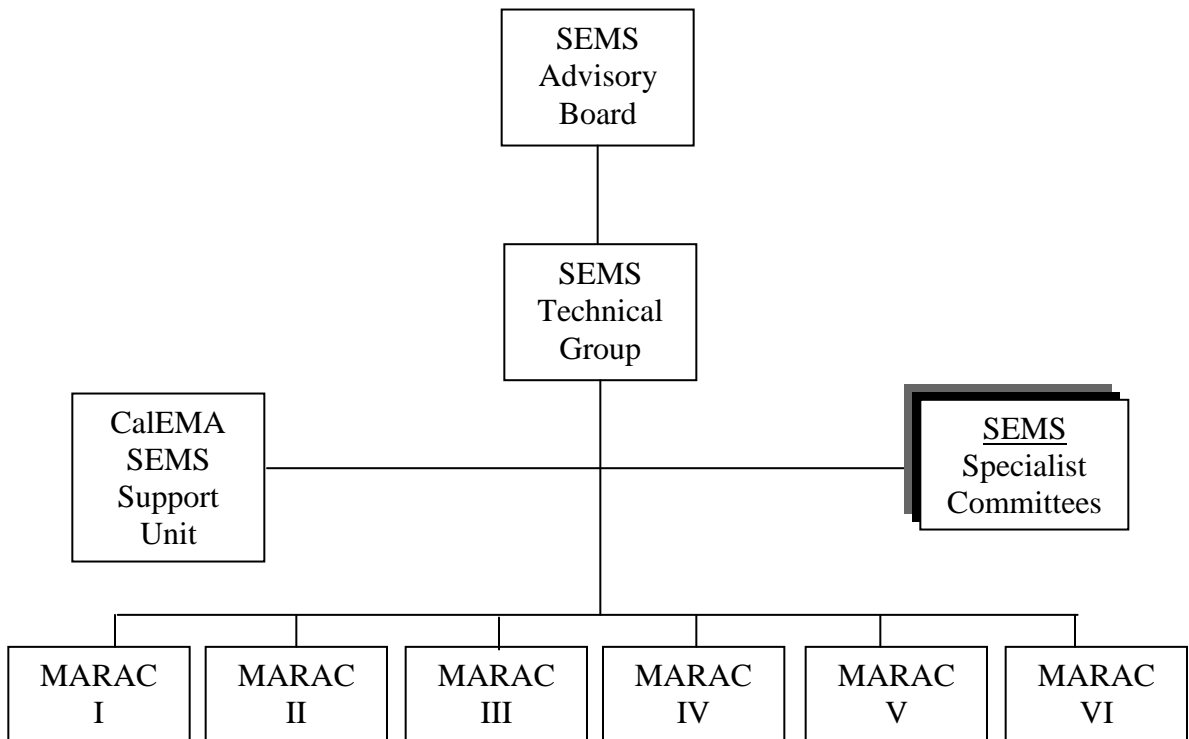 SEMS
Advisory
Board
SEMS
Technical
Group
CalEMA
SEMS
Support
Unit
SEMS
Specialist
Committees
MARAC
I
MARAC
II
MARAC
III
MARAC
IV
MARAC
V
MARAC
VI